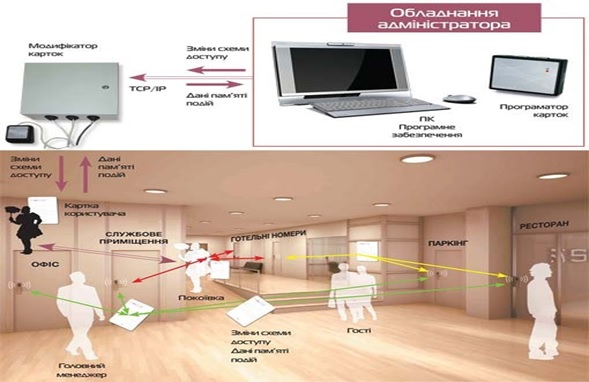 Обладнання
адміністратора
Модифікатор
карток
Зміни схеми
доступу
TCP/IP
Дані пам'яті
подій
ПК
Програмне
забезпечення
Програматор
карток
Зміни
схеми
доступу
Дані
пам'яті
подій
Картка
користувача
СЛУЖБОВЕ
ПРИМІЩЕННЯ
ГОТЕЛЬНІ НОМЕРИ
ПАРКІНГ
РЕСТОРАН
ОФІС
Покоївка
Зміни схеми
доступу
Дані пам'яті
подій
Гості
Головний
менеджер